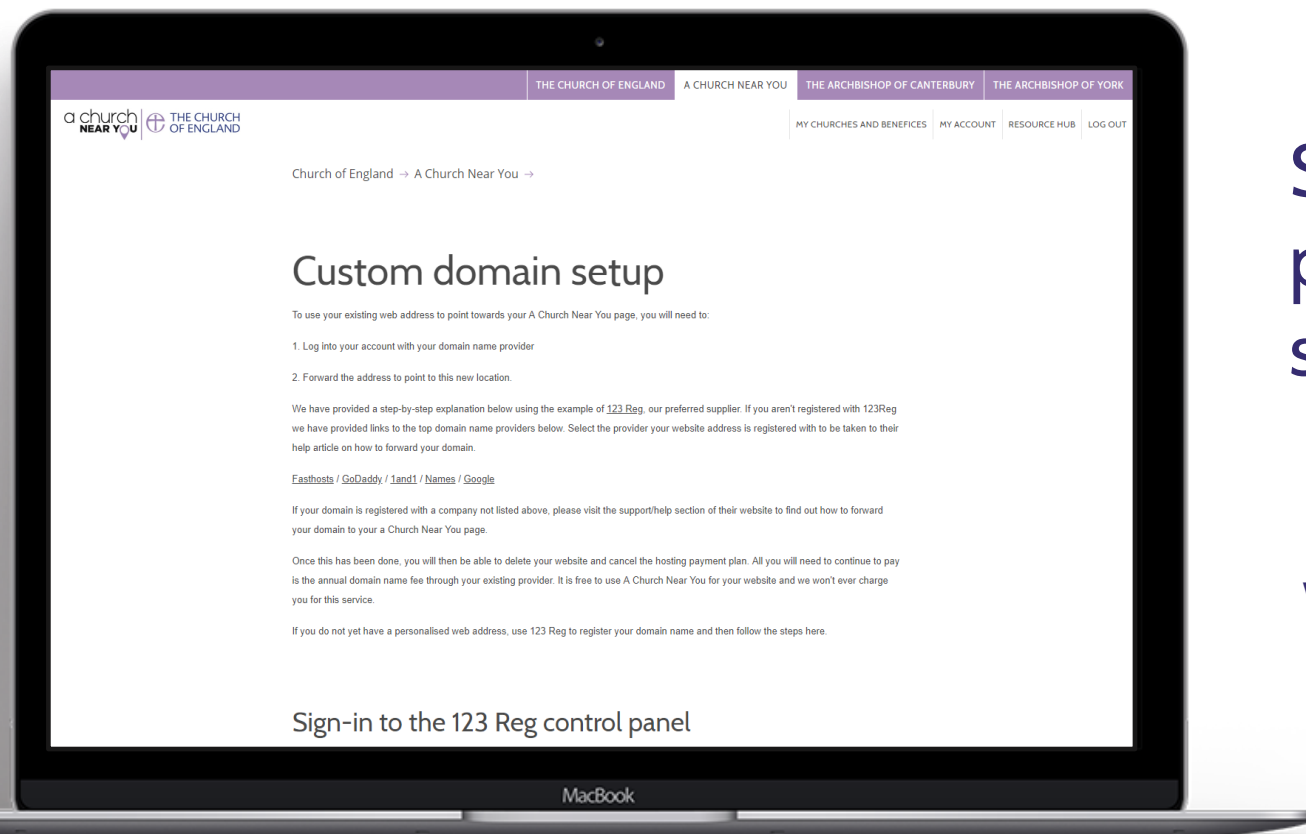 THE CHURCH OF ENGLAND
A CHURCH NEAR YOU
THE ARCHBISHOP OF CANTERBURY
THE ARCHBISHOP OF YORK
a church
NEAR YOU
THE CHURCH
OF ENGLAND
MY CHURCHES AND BENEFICES
MY ACCOUNT
RESOURCE HUB
LOG OUT
Church of England → A Church Near You →
Custom domain setup
To use your existing web address to point towards your A Church Near You page, you will need to:
1. Log into your account with your domain name provider
2. Forward the address to point to this new location.
We have provided a step-by-step explanation below using the example of 123 Reg, our preferred supplier. If you aren't registered with 123Reg
we have provided links to the top domain name providers below. Select the provider your website address is registered with to be taken to their
help article on how to forward your domain.
Fasthosts / GoDaddy / 1and1 / Names / Google
If your domain is registered with a company not listed above, please visit the support/help section of their website to find out how to forward
your domain to your a Church Near You page.
Once this has been done, you will then be able to delete your website and cancel the hosting payment plan. All you will need to continue to pay
is the annual domain name fee through your existing provider. It is free to use A Church Near You for your website and we won't ever charge
you for this service.
If you do not yet have a personalised web address, use 123 Reg to register your domain name and then follow the steps here.
Sign-in to the 123 Reg control panel
MacBook